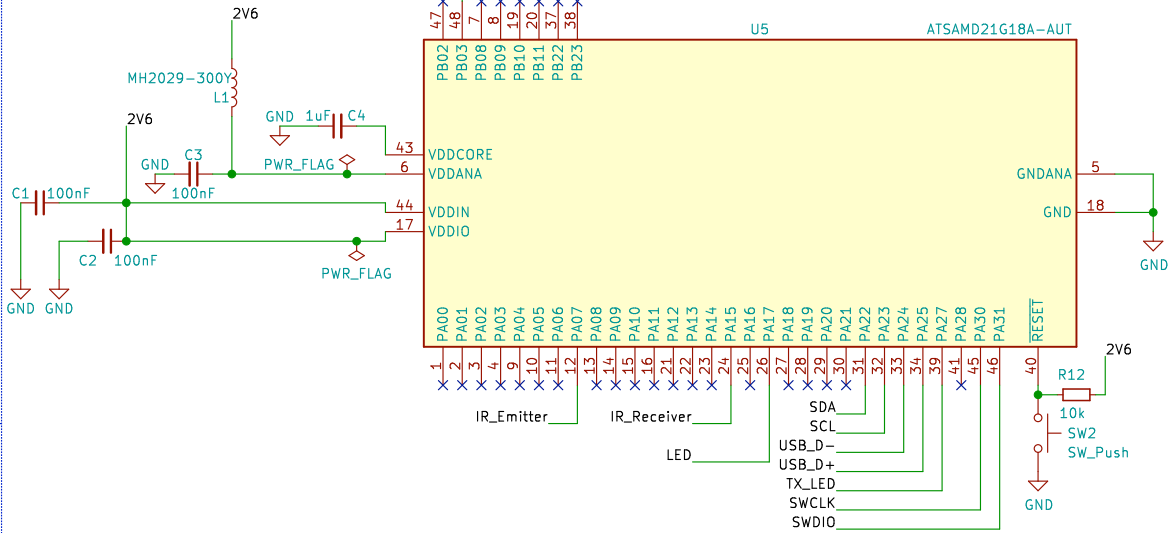 2V6
MH2029-300Y
L1
2V6
GND
1uF
C4
GND
C3
100nF
PWR_FLAG
C1
100nF
C2
100nF
PWR_FLAG
GND
GND
47
48
7
8
19
20
37
38
U5
ATSAMD21G18A-AUT
PB02
PB03
PB08
PB09
PB10
PB11
PB22
PB23
43
VDDCORE
6
VDDANA
44
VDDIN
17
VDDIO
GNDANA
5
GND
18
GND
PA00
PA01
PA02
PA03
PA04
PA05
PA06
PA07
PA08
PA09
PA10
PA11
PA12
PA13
PA14
PA15
PA16
PA17
PA18
PA19
PA20
PA21
PA22
PA23
PA24
PA25
PA27
PA28
PA30
PA31
RESET
1
2
3
4
9
10
11
12
13
14
15
16
21
22
23
24
25
26
27
28
29
30
31
32
33
34
39
41
45
46
40
2V6
R12
10k
IR_Emitter
IR_Receiver
LED
SDA
SCL
USB_D-
USB_D+
TX_LED
SWCLK
SWDIO
SW2
SW_Push
GND